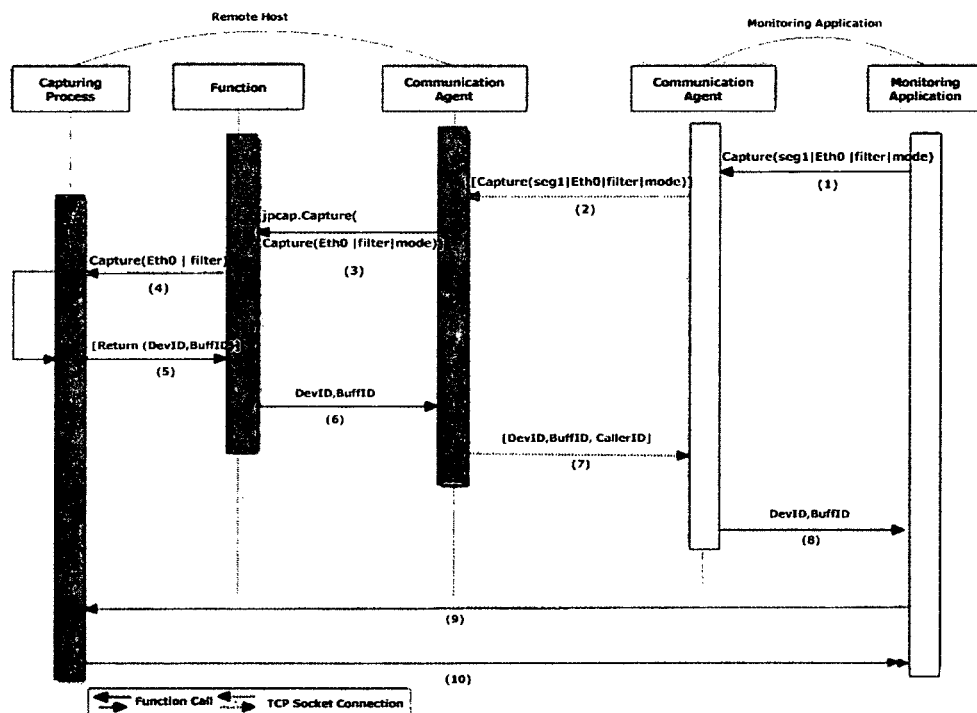 Remote Host
Monitoring Application
Capturing
Process
Function
Communication
Agent
Communication
Agent
Monitoring
Application
Capture(seg1|Eth0 |filter|mode)
(1)
[Capture(seg1|Eth0|filter|mode)]
(2)
jpcap.Capture(
Capture(Eth0 |filter|mode)
(3)
Capture(Eth0 | filter)
(4)
[Return (DevID,BuffID)]
(5)
DevID,BuffID
(6)
[DevID,BuffID, CallerID]
(7)
DevID,BuffID
(8)
(9)
(10)
Function Call
TCP Socket Connection